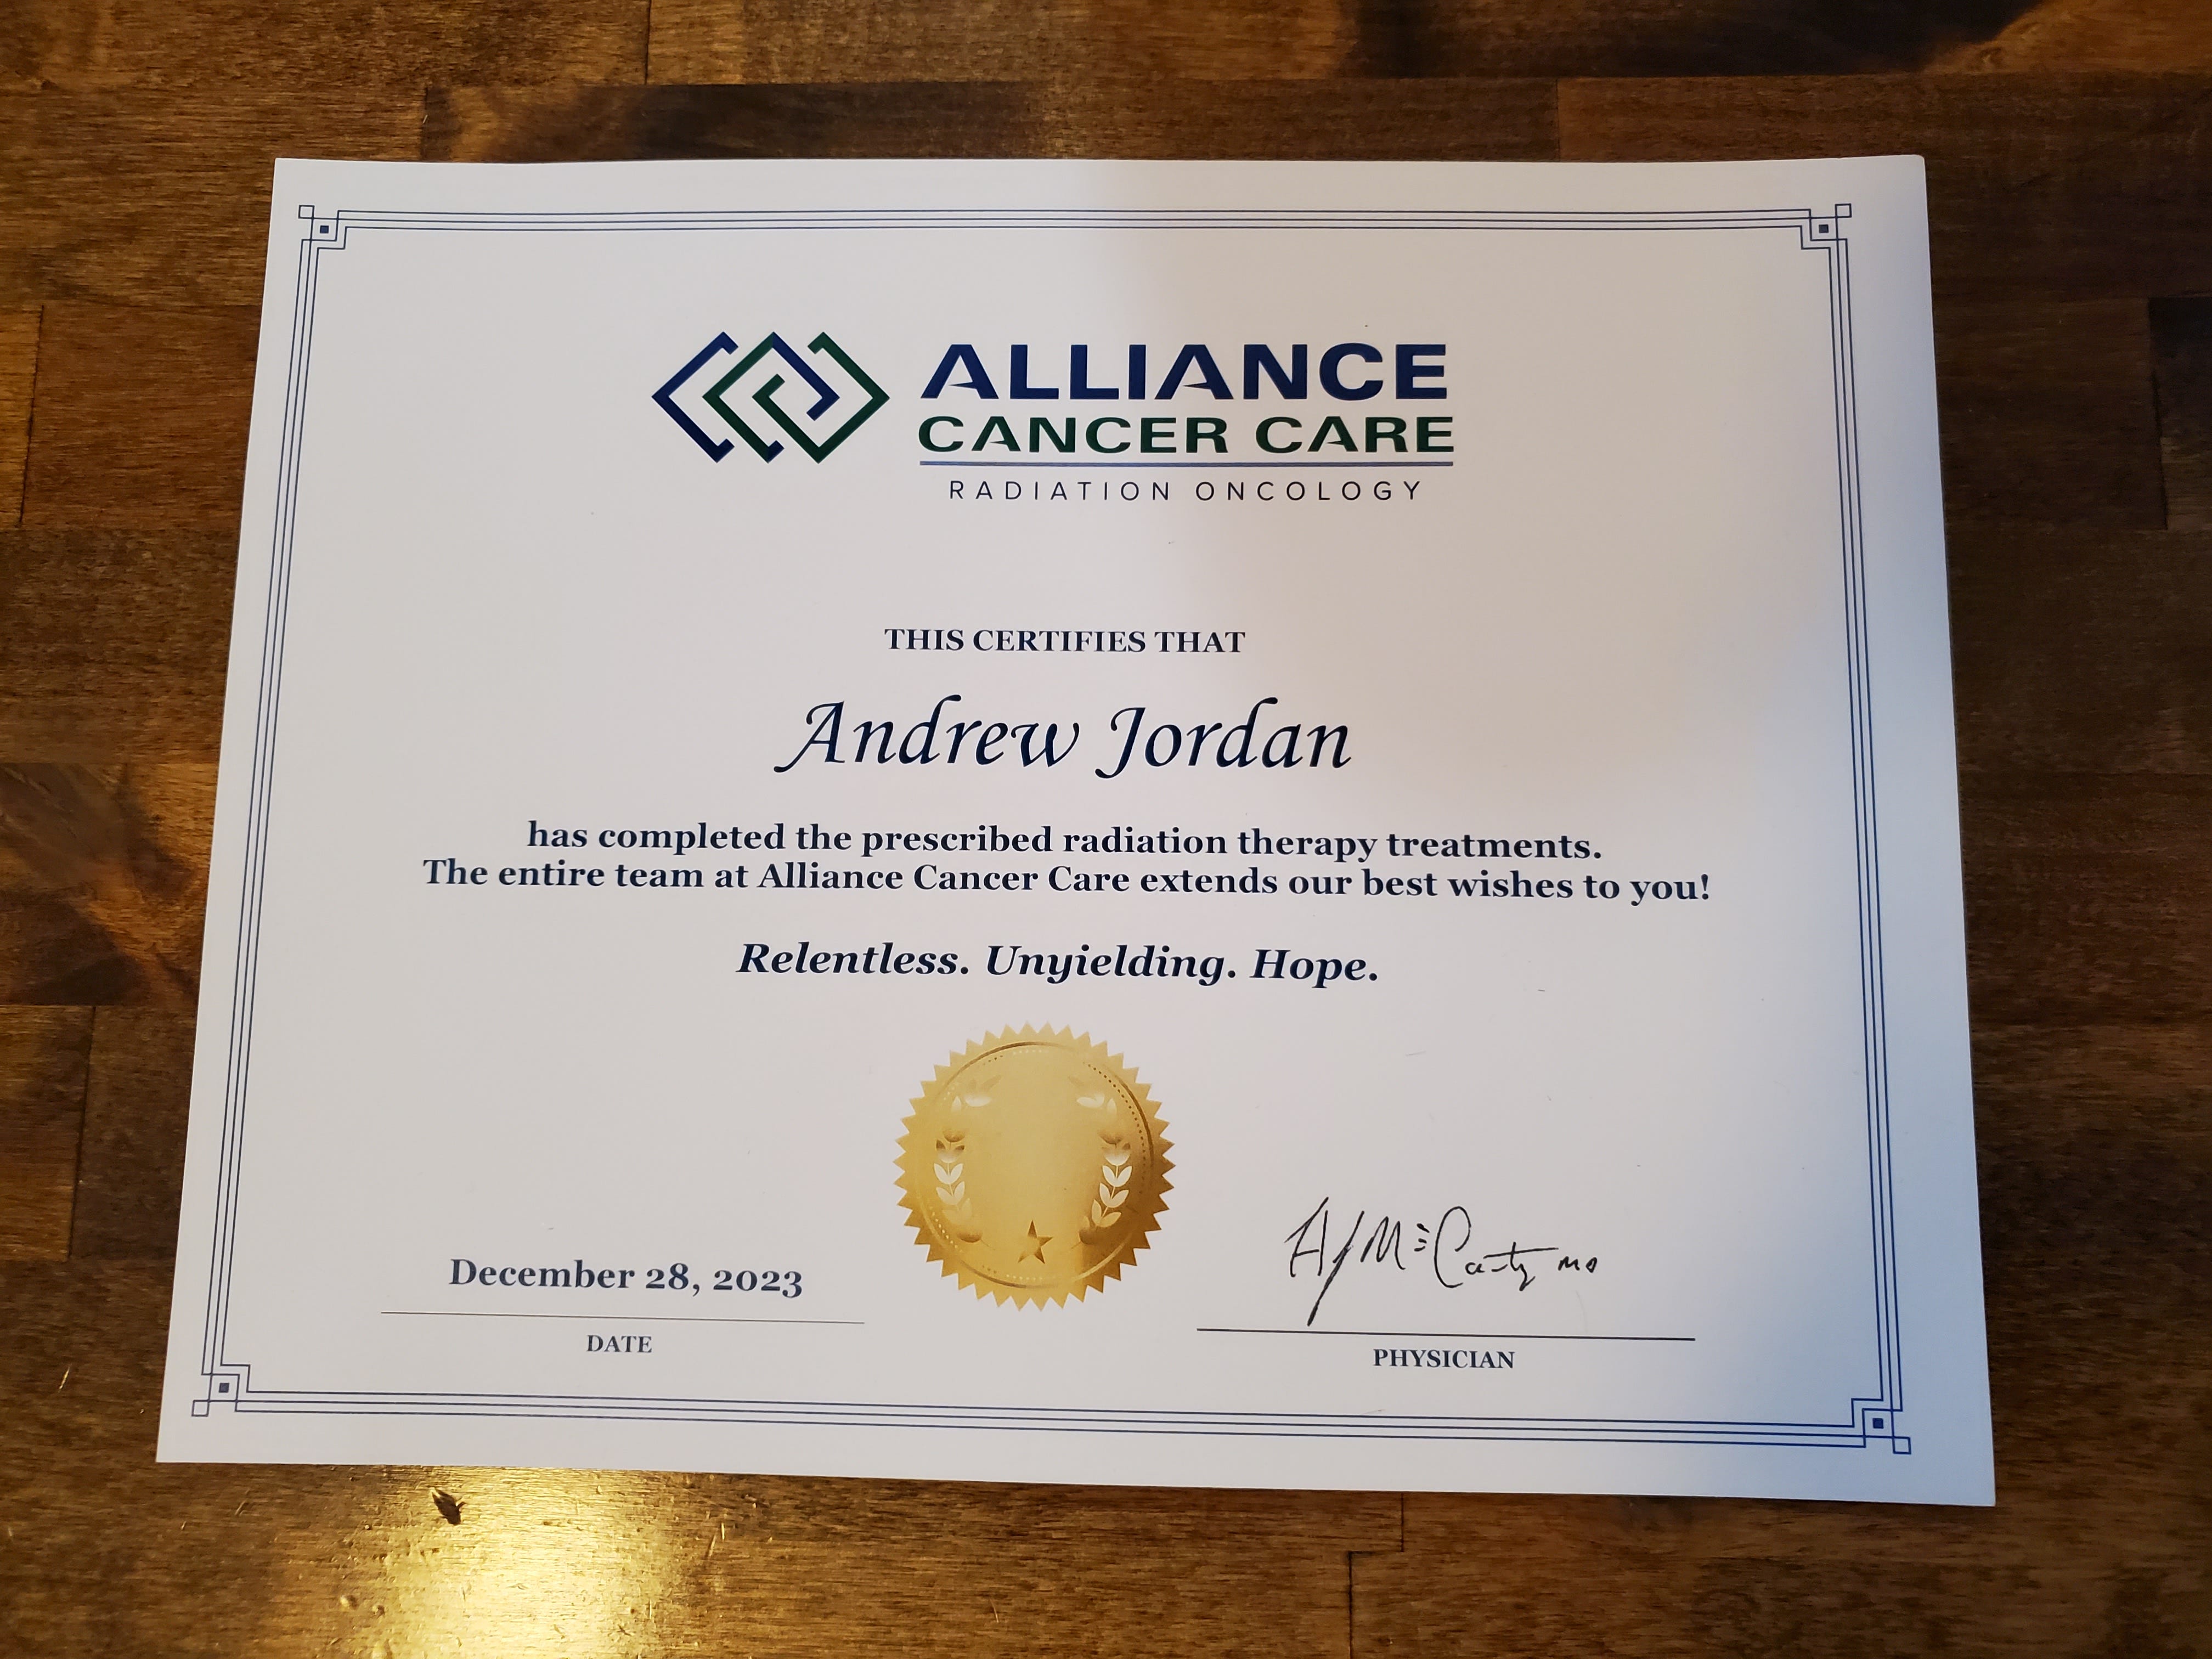 ALLIANCE
CANCER CARE
RADIATION ONCOLOGY
THIS CERTIFIES THAT
Andrew Jordan
has completed the prescribed radiation therapy treatments.
The entire team at Alliance Cancer Care extends our best wishes to you!
Relentless. Unyielding. Hope.
December 28, 2023
DATE
PHYSICIAN